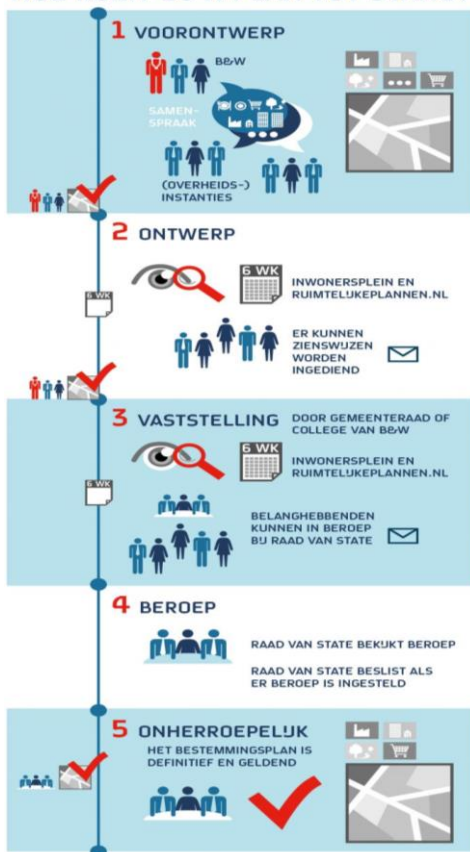 1 VOORONTWERP
B&W
SAMEN-
SPRAAK
(OVERHEIDS-)
INSTANTIES
2 ONTWERP
6 WK
6 WK
INWONERSPLEIN EN
RUIMTELIJKEPLANNEN.NL
ER KUNNEN
ZIENSWIJZEN
WORDEN
INGEDIEND
3 VASTSTELLING
DOOR GEMEENTERAAD OF
COLLEGE VAN B&W
6 WK
6 WK
INWONERSPLEIN EN
RUIMTELIJKEPLANNEN.NL
BELANGHEBBENDEN
KUNNEN IN BEROEP
BIJ RAAD VAN STATE
4 BEROEP
RAAD VAN STATE BEKIJKT BEROEP
RAAD VAN STATE BESLIST ALS
ER BEROEP IS INGESTELD
5 ONHERROEPELIJK
HET BESTEMMINGSPLAN IS
DEFINITIEF EN GELDEND